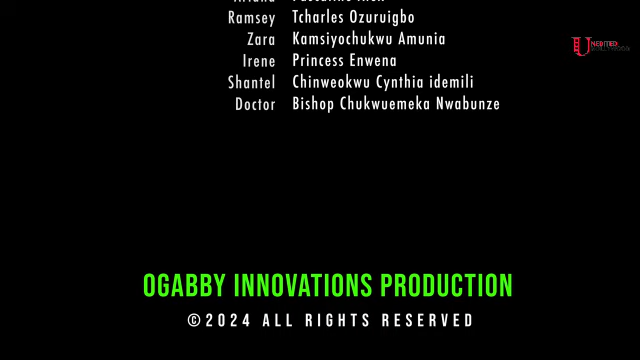 Ramsey Tcharles Ozuruigbo
Zara Kamsiyochukwu Amunia
Irene Princess Enwena
Shantel Chinweokwu Cynthia idemili
Doctor Bishop Chukwuemeka Nwabunze
UNEDITED
OGABBY INNOVATIONS PRODUCTION
©2024 ALL RIGHTS RESERVED